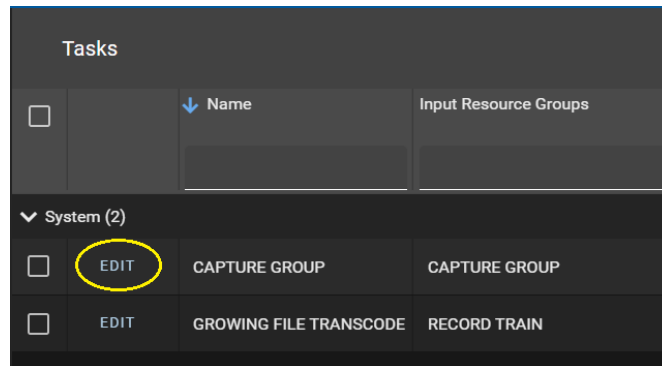 Tasks
Name Input Resource Groups
System (2)
EDIT CAPTURE GROUP CAPTURE GROUP
EDIT GROWING FILE TRANSCODE RECORD TRAIN